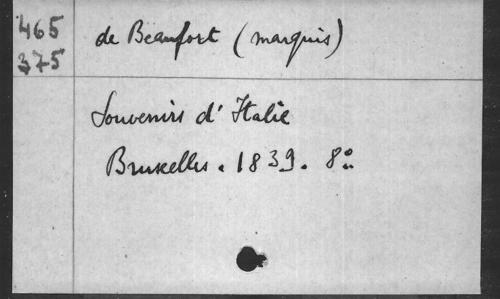 465 de Beaufort (marquis)
375
Souvenirs d'Italie
Bruxelles. 1839. 8°.